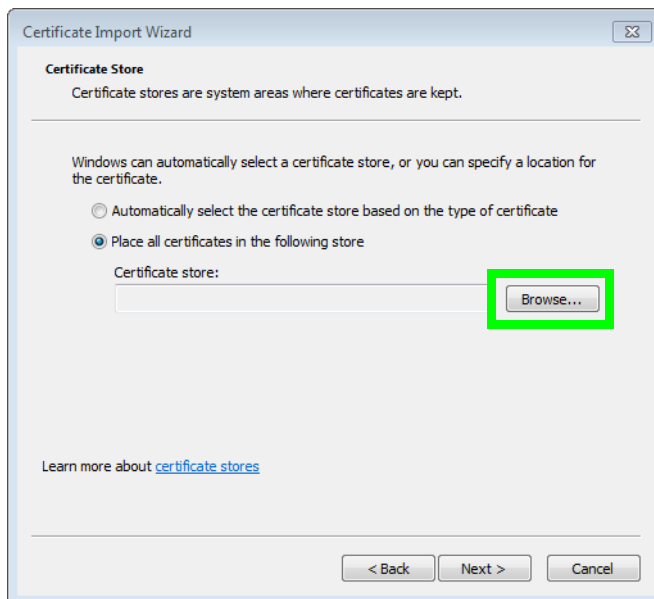 Certificate Import Wizard
Certificate Store
Certificate stores are system areas where certificates are kept.
Windows can automatically select a certificate store, or you can specify a location for
the certificate.
Automatically select the certificate store based on the type of certificate
Place all certificates in the following store
Certificate store:
Browse...
Learn more about certificate stores
< Back Next > Cancel